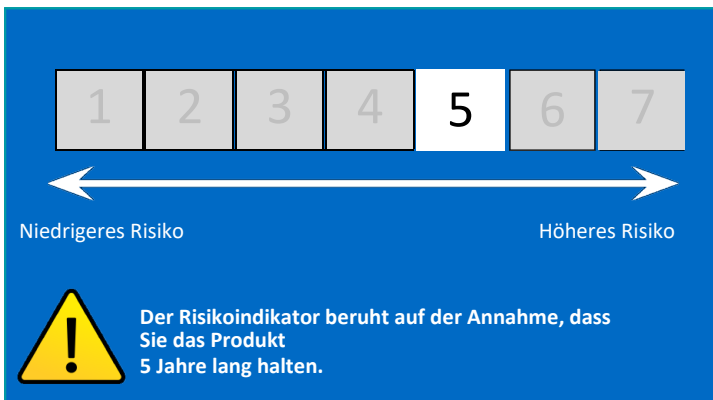 1 2 3 4 5 6 7
Niedrigeres Risiko Höheres Risiko
Der Risikoindikator beruht auf der Annahme, dass
Sie das Produkt
5 Jahre lang halten.